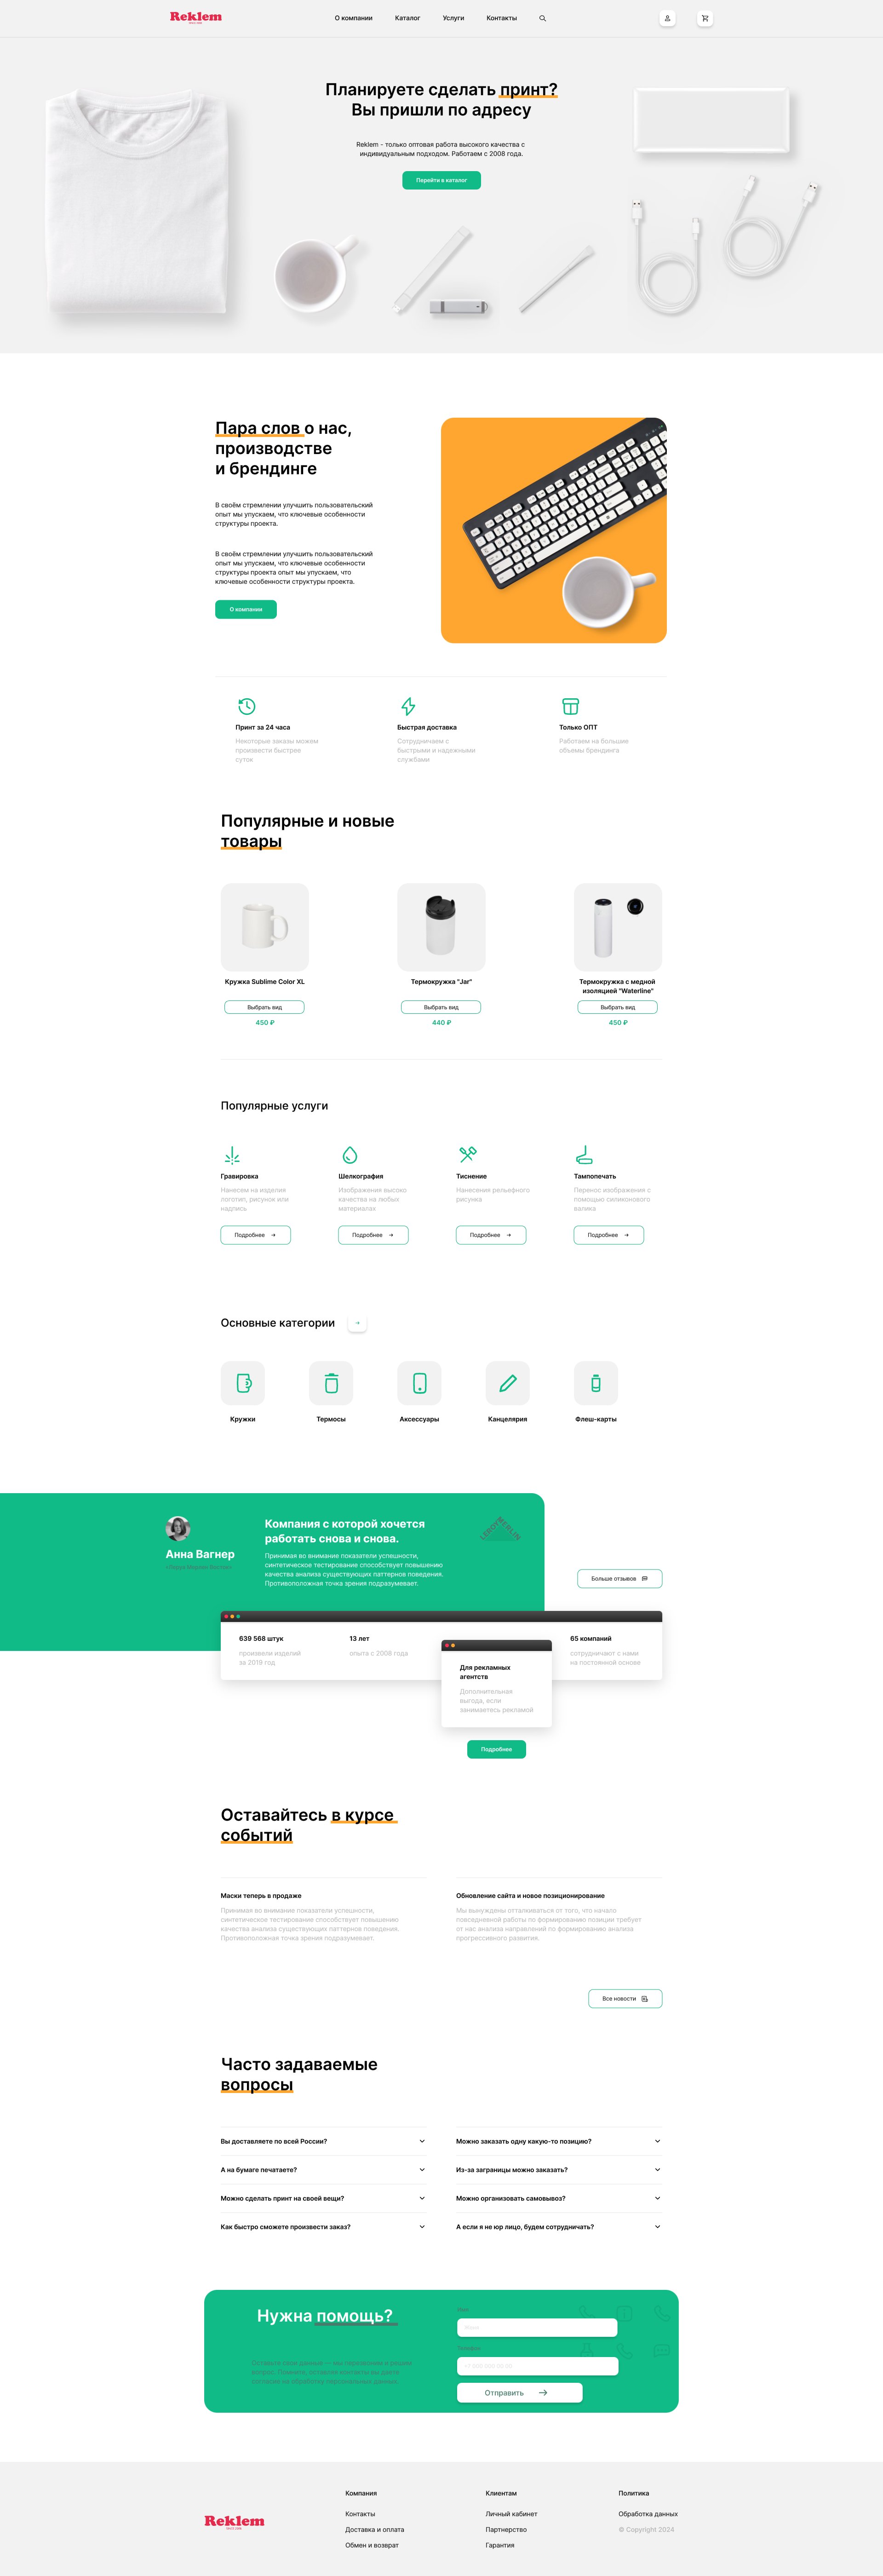 Reklem
О компании
Каталог
Услуги
Контакты
Планируете сделать принт?
Вы пришли по адресу
Reklem - только оптовая работа высокого качества с
индивидуальным подходом. Работаем с 2008 года.
Перейти в каталог
Пара слов о нас,
производстве
и брендинге
В своём стремлении улучшить пользовательский
опыт мы упускаем, что ключевые особенности
структуры проекта.
В своём стремлении улучшить пользовательский
опыт мы упускаем, что ключевые особенности
структуры проекта опыт мы упускаем, что
ключевые особенности структуры проекта.
О компании
Принт за 24 часа
Некоторые заказы можем
произвести быстрее
суток
Быстрая доставка
Сотрудничаем с
быстрыми и надежными
службами
Только ОПТ
Работаем на большие
объемы брендинга
Популярные и новые
товары
Кружка Sublime Color XL
Выбрать вид
450 ₽
Термокружка "Jar"
Выбрать вид
440 ₽
Термокружка с медной
изоляцией "Waterline"
Выбрать вид
450 ₽
Популярные услуги
Гравировка
Нанесем на изделия
логотип, рисунок или
надпись
Подробнее
Шелкография
Изображения высоко
качества на любых
материалах
Подробнее
Тиснение
Нанесения рельефного
рисунка
Подробнее
Тампопечать
Перенос изображения с
помощью силиконового
валика
Подробнее
Основные категории
Кружки
Термосы
Аксессуары
Канцелярия
Флеш-карты
Анна Вагнер
Компания с которой хочется
работать снова и снова.
Принимая во внимание показатели успешности,
синтетическое тестирование способствует повышению
качества анализа существующих паттернов поведения.
Противоположная точка зрения подразумевает.
LEROY MERLIN
Больше отзывов
639 568 штук
произвели изделий
за 2019 год
13 лет
опыта с 2008 года
Для рекламных
агентств
Дополнительная
выгода, если
занимаетесь рекламой
65 компаний
сотрудничают с нами
на постоянной основе
Подробнее
Оставайтесь в курсе
событий
Маски теперь в продаже
Принимая во внимание показатели успешности,
синтетическое тестирование способствует повышению
качества анализа существующих паттернов поведения.
Противоположная точка зрения подразумевает.
Обновление сайта и новое позиционирование
Мы вынуждены отталкиваться от того, что начало
повседневной работы по формированию позиции требует
от нас анализа направлений по формированию анализа
прогрессивного развития.
Все новости
Часто задаваемые
вопросы
Вы доставляете по всей России?
А на бумаге печатаете?
Можно сделать принт на своей вещи?
Как быстро сможете произвести заказ?
Можно заказать одну какую-то позицию?
Из-за заграницы можно заказать?
Можно организовать самовывоз?
А если я не юр лицо, будем сотрудничать?
Нужна помощь?
Отправить
Reklem
Компания
Контакты
Доставка и оплата
Обмен и возврат
Клиентам
Личный кабинет
Партнерство
Гарантия
Политика
Обработка данных
© Copyright 2024